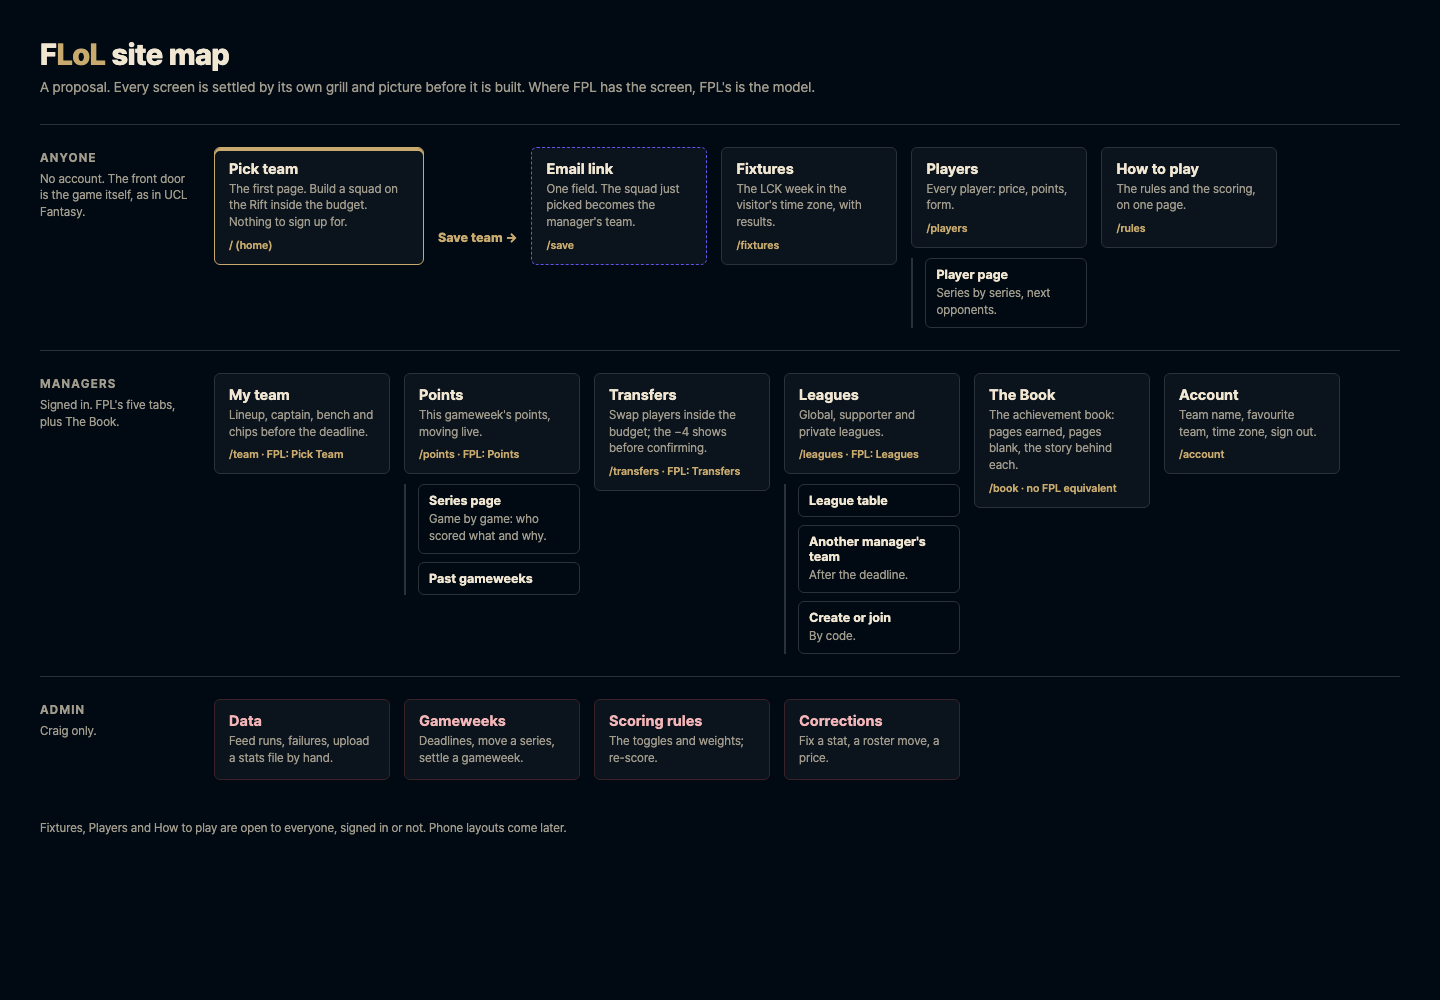 FLoL site map
A proposal. Every screen is settled by its own grill and picture before it is built. Where FPL has the screen, FPL's is the model.
ANYONE
No account. The front door
is the game itself, as in UCL
Fantasy.
Pick team
The first page. Build a squad on
the Rift inside the budget.
Nothing to sign up for.
/ (home)
Save team →
Email link
One field. The squad just
picked becomes the
manager's team.
/save
Fixtures
The LCK week in the
visitor's time zone, with
results.
/fixtures
Players
Every player: price, points,
form.
/players
Player page
Series by series, next
opponents.
How to play
The rules and the scoring,
on one page.
/rules
MANAGERS
Signed in. FPL's five tabs,
plus The Book.
My team
Lineup, captain, bench and
chips before the deadline.
/team · FPL: Pick Team
Points
This gameweek's points,
moving live.
/points · FPL: Points
Series page
Game by game: who
scored what and why.
Past gameweeks
Transfers
Swap players inside the
budget; the −4 shows
before confirming.
/transfers · FPL: Transfers
Leagues
Global, supporter and
private leagues.
/leagues · FPL: Leagues
League table
Another manager's
team
After the deadline.
Create or join
By code.
The Book
The achievement book:
pages earned, pages
blank, the story behind
each.
/book · no FPL equivalent
Account
Team name, favourite
team, time zone, sign out.
/account
ADMIN
Craig only.
Data
Feed runs, failures, upload
a stats file by hand.
Gameweeks
Deadlines, move a series,
settle a gameweek.
Scoring rules
The toggles and weights;
re-score.
Corrections
Fix a stat, a roster move, a
price.
Fixtures, Players and How to play are open to everyone, signed in or not. Phone layouts come later.